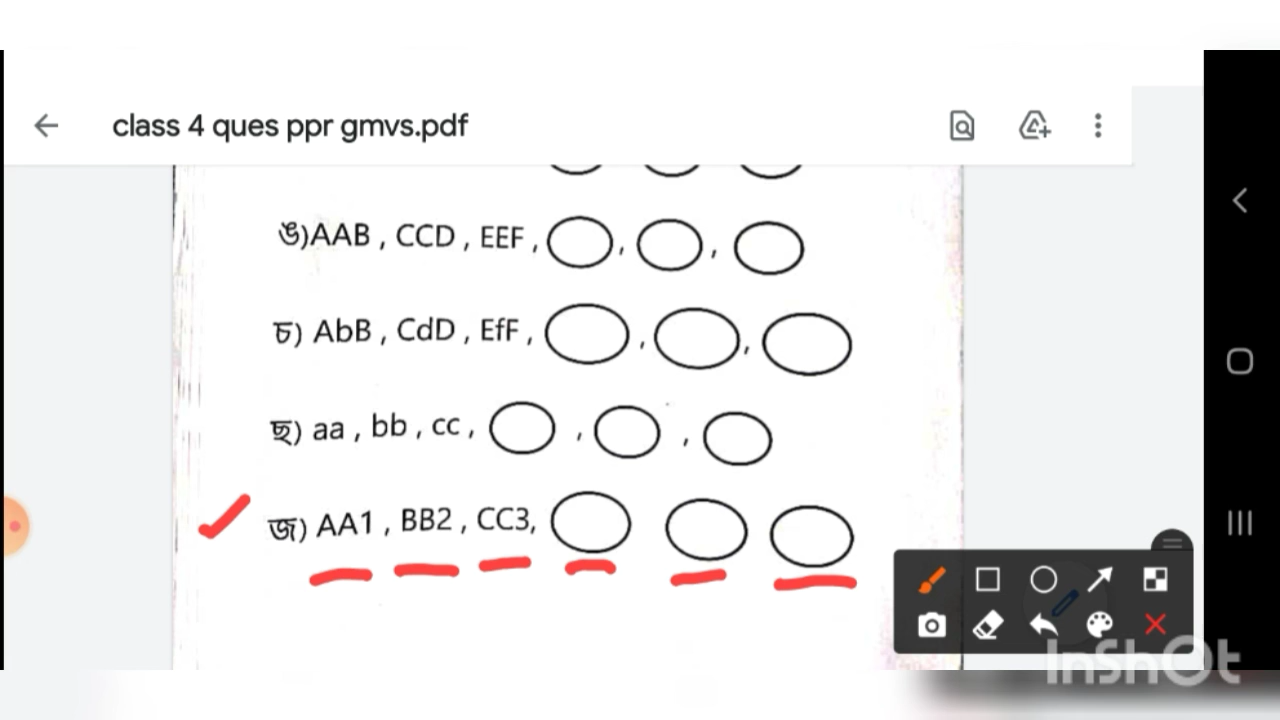 class 4 ques ppr gmvs.pdf
ঙ)AAB , CCD , EEF , , ,
চ) AbB , CdD , EfF , , ,
ছ) aa , bb , cc , , ,
জ) AA1 , BB2 , CC3,
InShOt